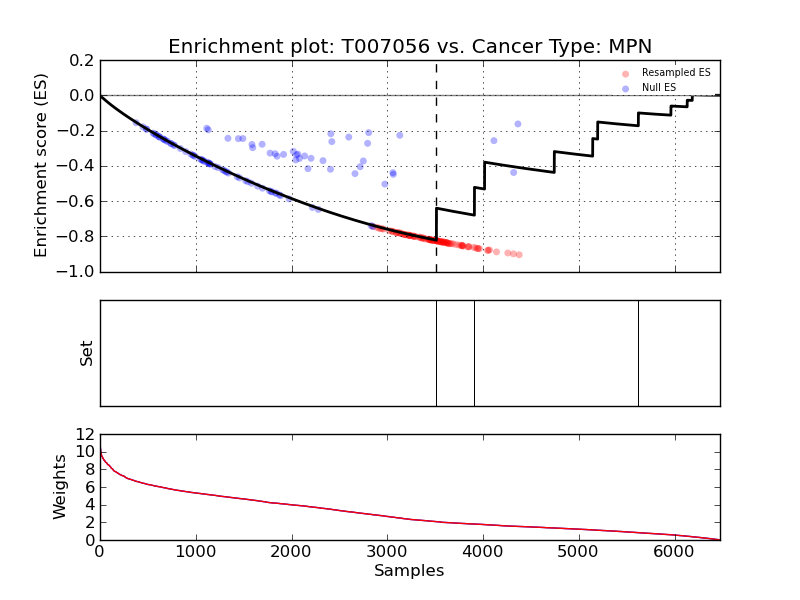 Enrichment plot: T007056 vs. Cancer Type: MPN
Resampled ES
Null ES
Enrichment score (ES)
0.2
0.0
−0.2
−0.4
−0.6
−0.8
−1.0
Set
Weights
12
10
8
6
4
2
0
0 1000 2000 3000 4000 5000 6000
Samples